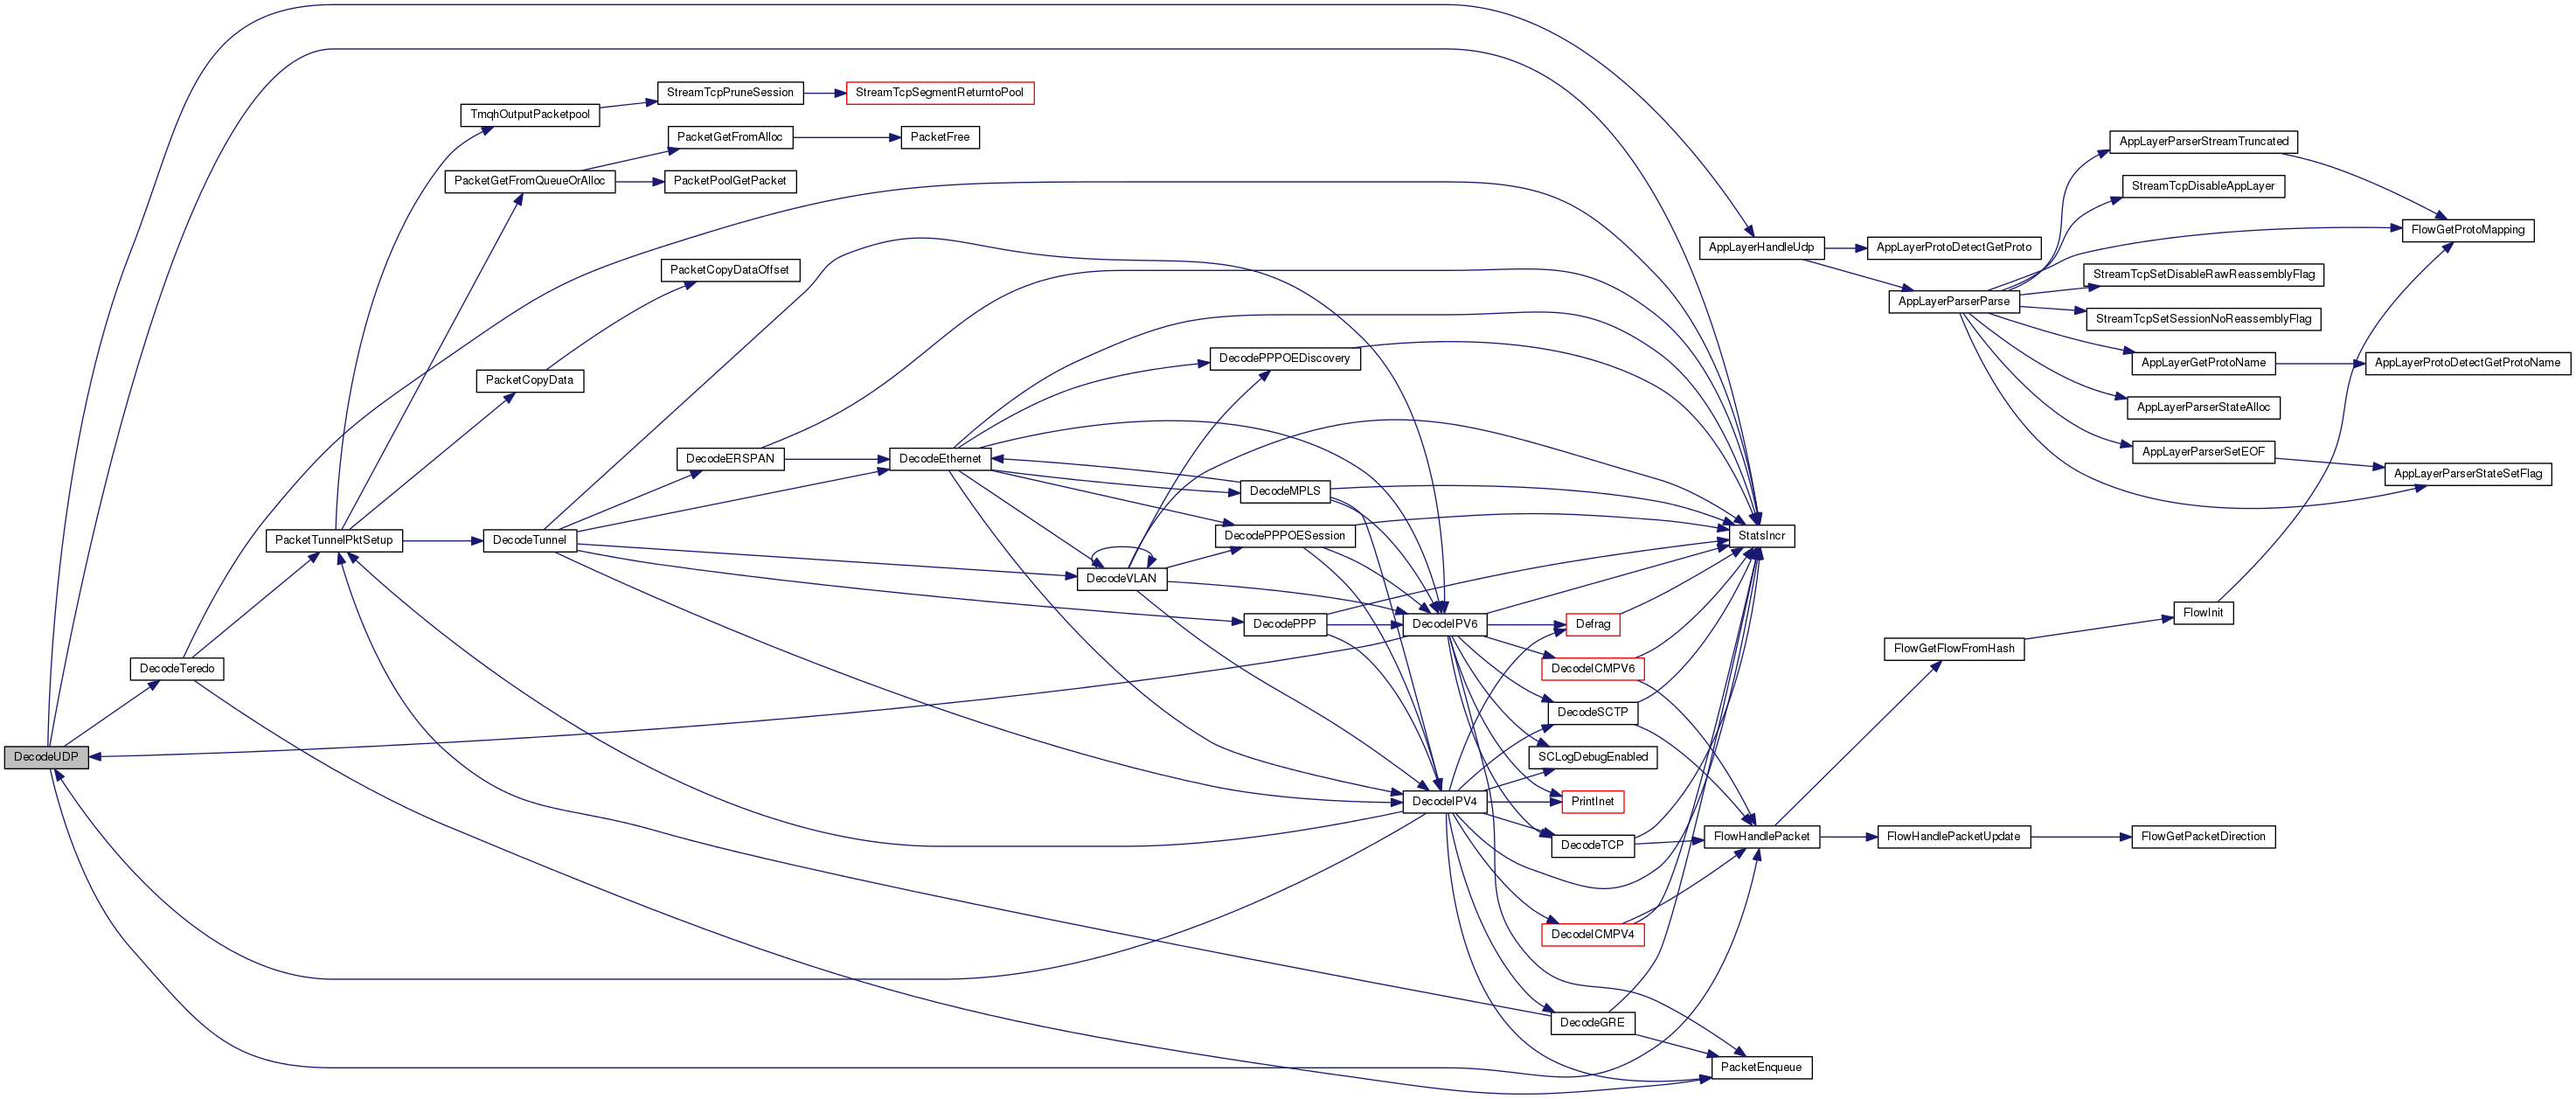 DecodeUDP
DecodeTeredo
PacketTunnelPktSetup
TmqhOutputPacketpool
PacketGetFromQueueOrAlloc
PacketCopyData
DecodeTunnel
StreamTcpPruneSession
PacketGetFromAlloc
PacketPoolGetPacket
PacketCopyDataOffset
DecodeERSPAN
StreamTcpSegmentReturntoPool
PacketFree
DecodeEthernet
DecodeVLAN
DecodePPPOEDiscovery
DecodeMPLS
DecodePPPOESession
DecodePPP
DecodeIPV6
DecodeIPV4
Defrag
DecodeICMPV6
DecodeSCTP
SCLogDebugEnabled
PrintInet
DecodeTCP
DecodeICMPV4
DecodeGRE
AppLayerHandleUdp
StatsIncr
FlowHandlePacket
PacketEnqueue
AppLayerProtoDetectGetProto
AppLayerParserParse
FlowGetFlowFromHash
FlowHandlePacketUpdate
AppLayerParserStreamTruncated
StreamTcpDisableAppLayer
StreamTcpSetDisableRawReassemblyFlag
StreamTcpSetSessionNoReassemblyFlag
AppLayerGetProtoName
AppLayerParserStateAlloc
AppLayerParserSetEOF
FlowInit
FlowGetPacketDirection
FlowGetProtoMapping
AppLayerProtoDetectGetProtoName
AppLayerParserStateSetFlag